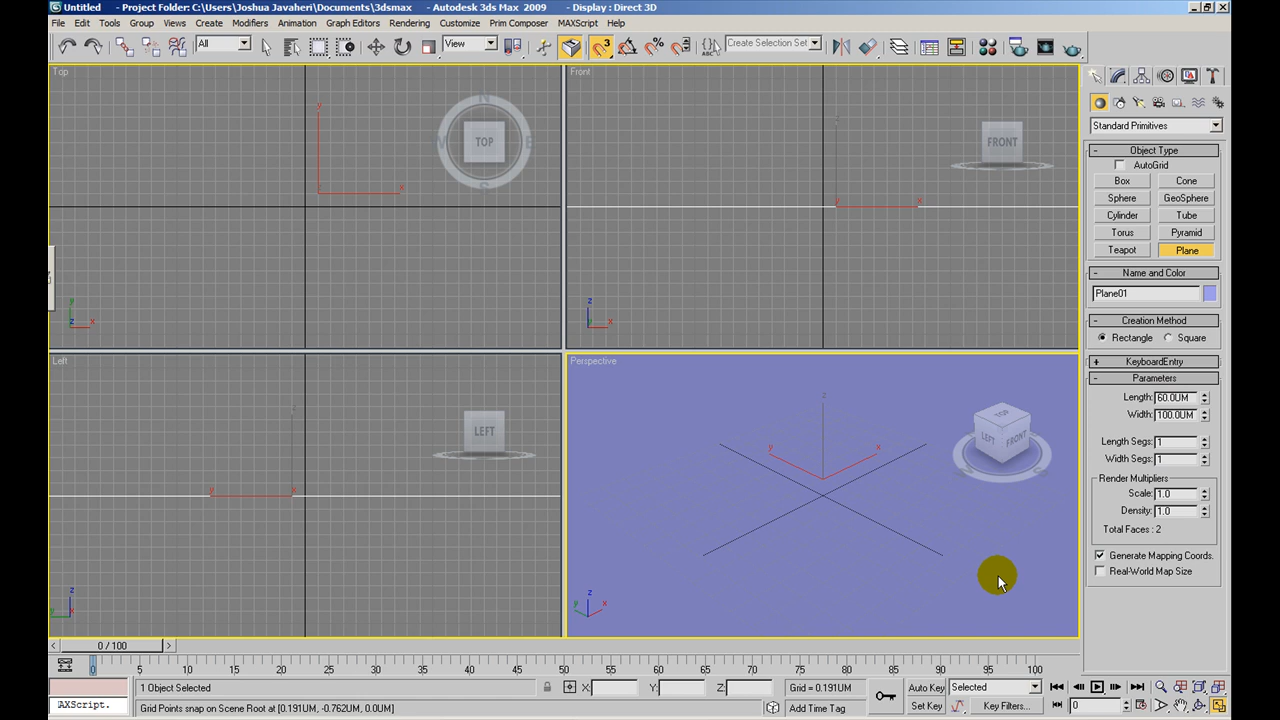 Untitled - Project Folder: C:\Users\Joshua Javaheri\Documents\3dsmax - Autodesk 3ds Max 2009 - Display : Direct 3D
File Edit Tools Group Views Create Modifiers Animation Graph Editors Rendering Customize Prim Composer MAXScript Help
All View 3 ABC Create Selection Set
Top Front
y TOP N E S FRONT
x y x
Standard Primitives
Object Type
AutoGrid
Box Cone
Sphere GeoSphere
Cylinder Tube
Torus Pyramid
Teapot Plane
Name and Color
Plane01
Creation Method
Rectangle Square
KeyboardEntry
Parameters
Length: 60.0UM
Width: 100.0UM
Length Segs: 1
Width Segs: 1
Render Multipliers
Scale: 1.0
Density: 1.0
Total Faces : 2
Generate Mapping Coords.
Real-World Map Size
y z x
z y x
Left Perspective
LEFT
y x
z y x
z TOP LEFT FRONT
y x
z y x
0 / 100
0 5 10 15 20 25 30 35 40 45 50 55 60 65 70 75 80 85 90 95 100
1 Object Selected X: Y: Z: Grid = 0.191UM Auto Key Selected
AXScript. Grid Points snap on Scene Root at [0.191UM, -0.762UM, 0.0UM] Add Time Tag Set Key Key Filters... 0